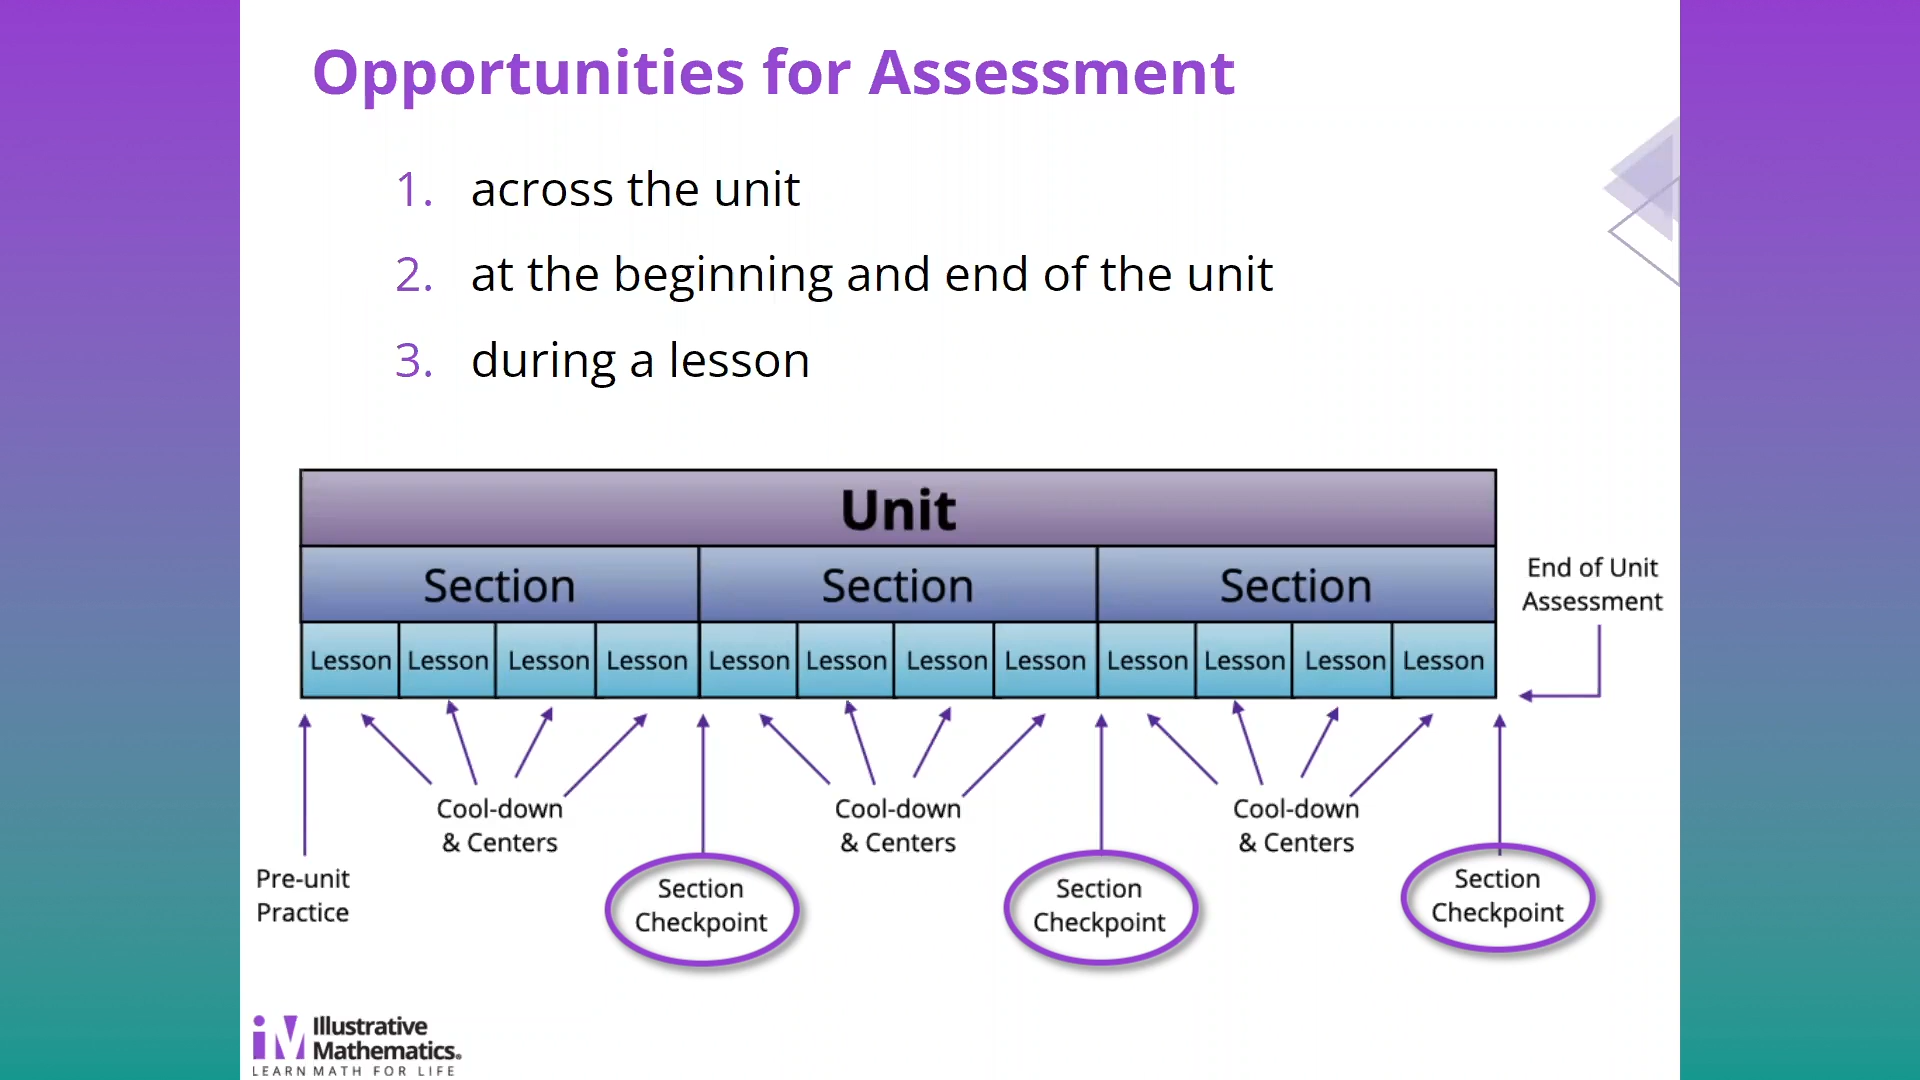 Opportunities for Assessment
1. across the unit
2. at the beginning and end of the unit
3. during a lesson
Unit
Section Section Section
Lesson Lesson Lesson Lesson Lesson Lesson Lesson Lesson Lesson Lesson Lesson Lesson
End of Unit
Assessment
Cool-down
& Centers
Cool-down
& Centers
Cool-down
& Centers
Pre-unit
Practice
Section
Checkpoint
Section
Checkpoint
Section
Checkpoint
iM
Illustrative
Mathematics®
LEARN MATH FOR LIFE